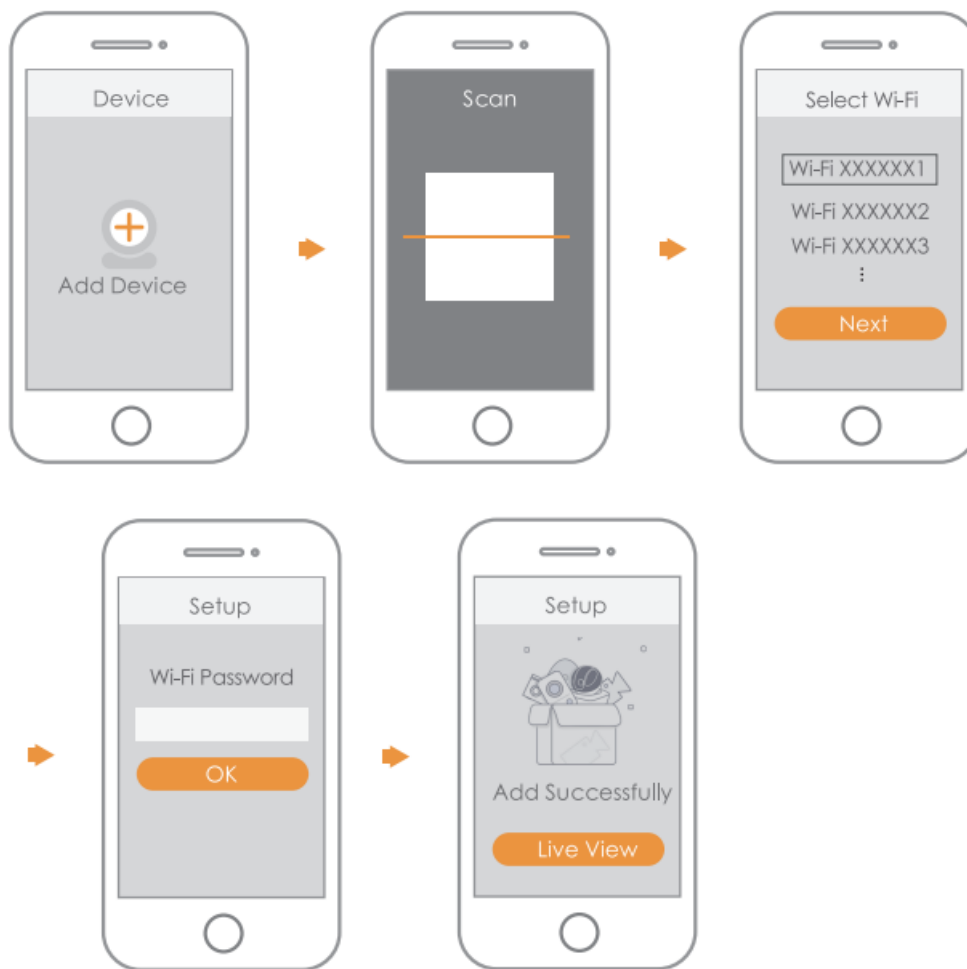 Device
Add Device
Scan
Select Wi-Fi
Wi-Fi XXXXXX1
Wi-Fi XXXXXX2
Wi-Fi XXXXXX3
⋮
Next
Setup
Wi-Fi Password
OK
Setup
Add Successfully
Live View